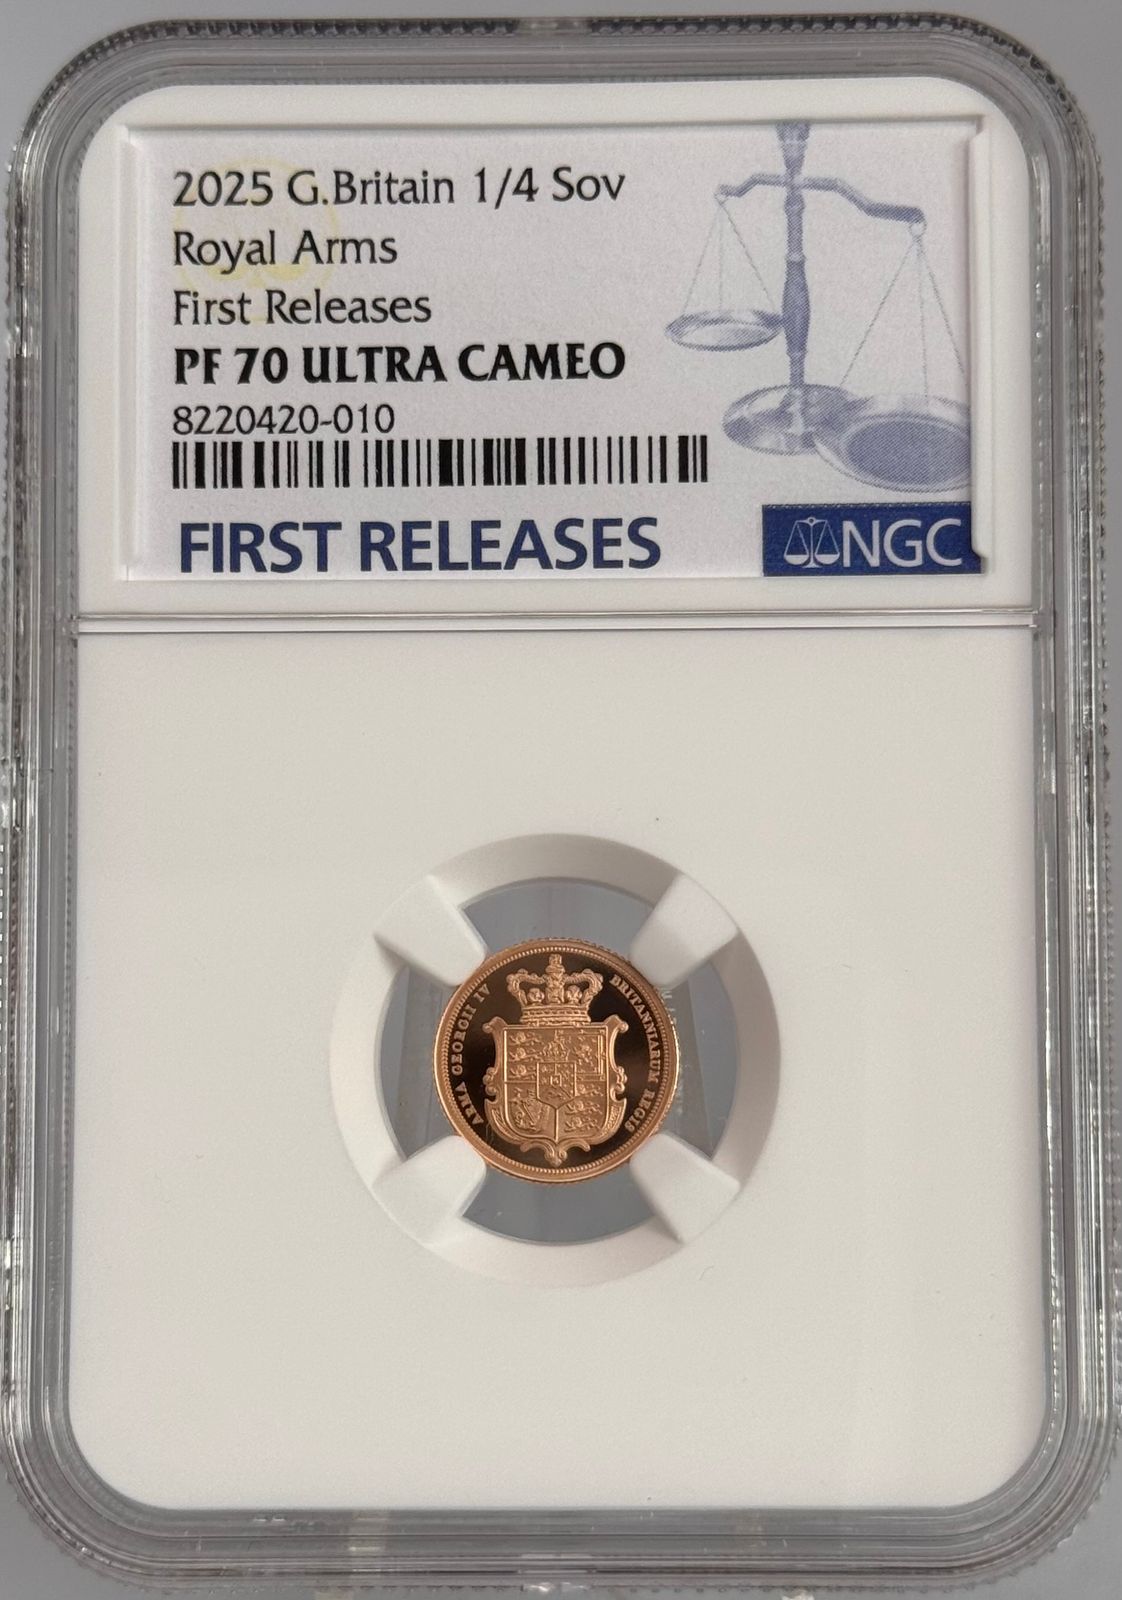 2025 G.Britain 1/4 Sov
Royal Arms
First Releases
PF 70 ULTRA CAMEO
8220420-010
FIRST RELEASES
NGC
ARMA GEORGII IV
BRITANNIARUM REGIS